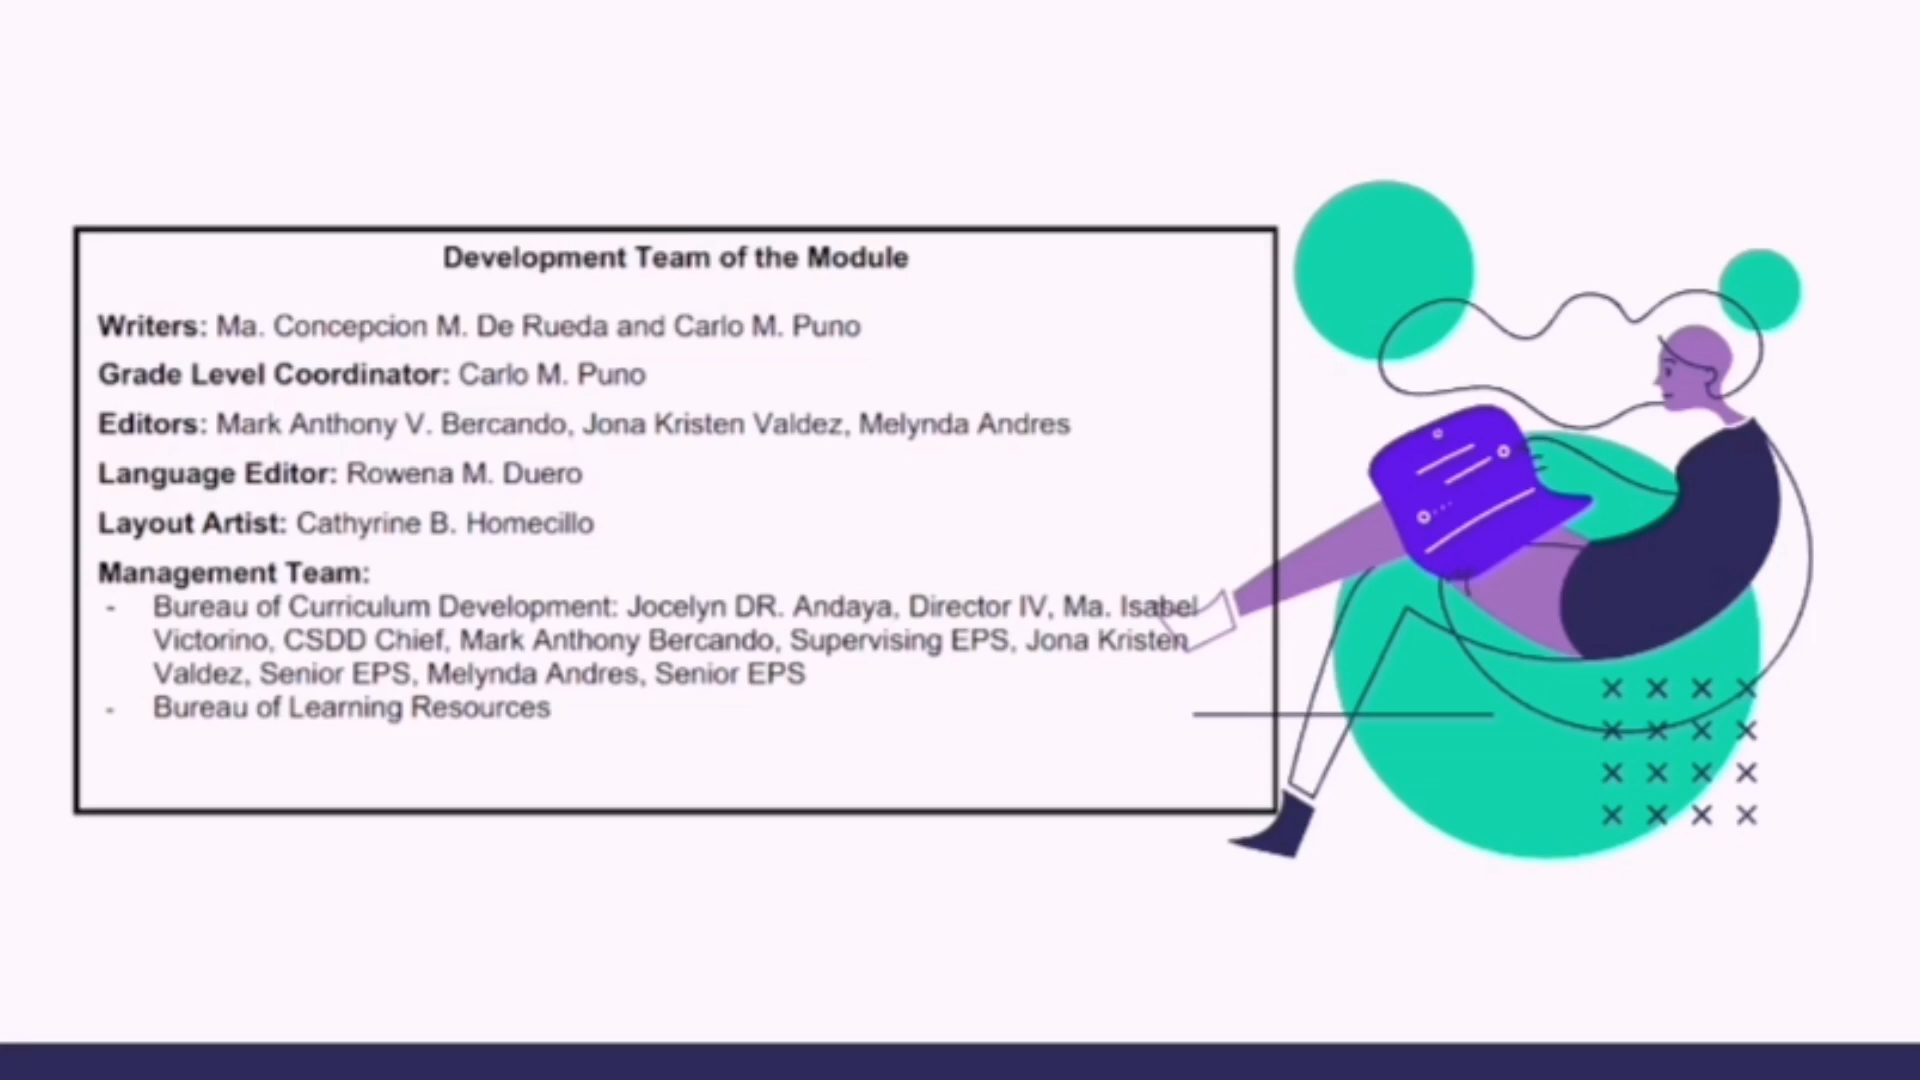 Development Team of the Module
Writers: Ma. Concepcion M. De Rueda and Carlo M. Puno
Grade Level Coordinator: Carlo M. Puno
Editors: Mark Anthony V. Bercando, Jona Kristen Valdez, Melynda Andres
Language Editor: Rowena M. Duero
Layout Artist: Cathyrine B. Homecillo
Management Team:
- Bureau of Curriculum Development: Jocelyn DR. Andaya, Director IV, Ma. Isabel
Victorino, CSDD Chief, Mark Anthony Bercando, Supervising EPS, Jona Kristen
Valdez, Senior EPS, Melynda Andres, Senior EPS
- Bureau of Learning Resources